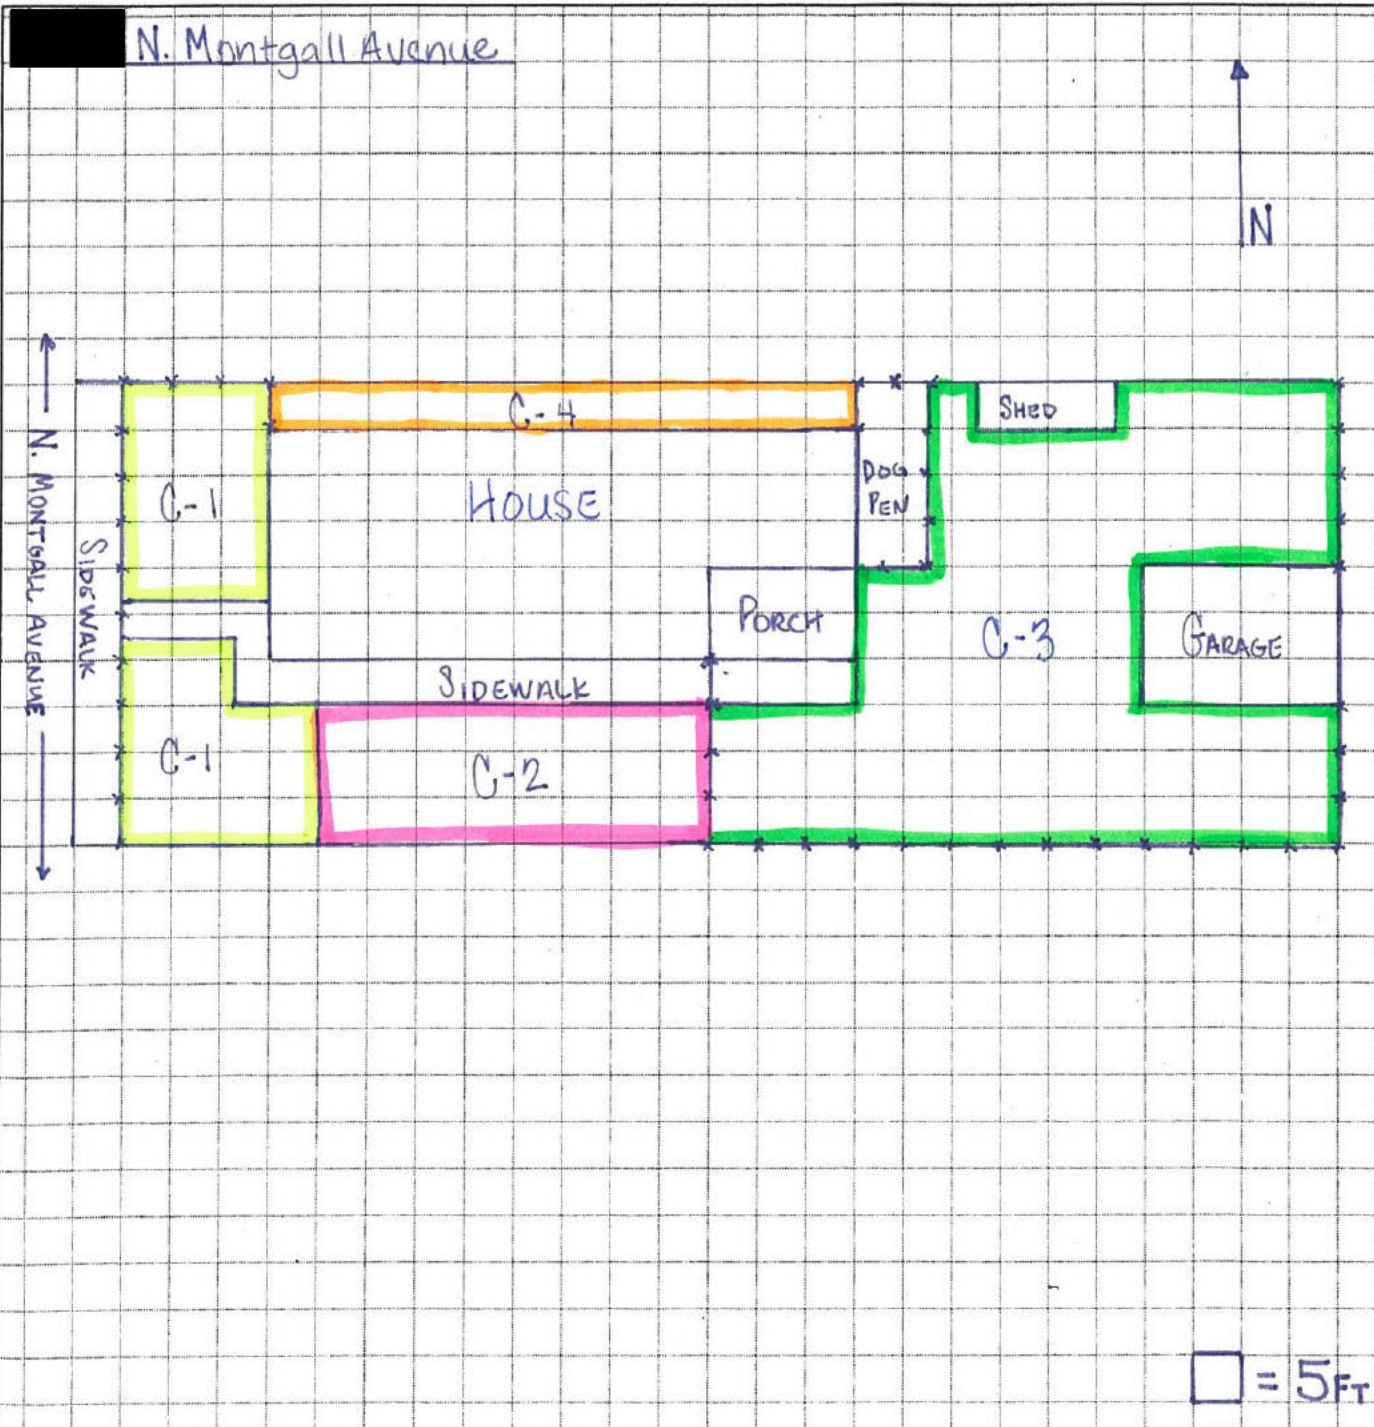 N. Montgall Avenue
N
C-4
SHED
N. MONTGALL AVENUE
SIDEWALK
C-1
HOUSE
DOG
PEN
PORCH
C-3
GARAGE
SIDEWALK
C-1
C-2
= 5FT